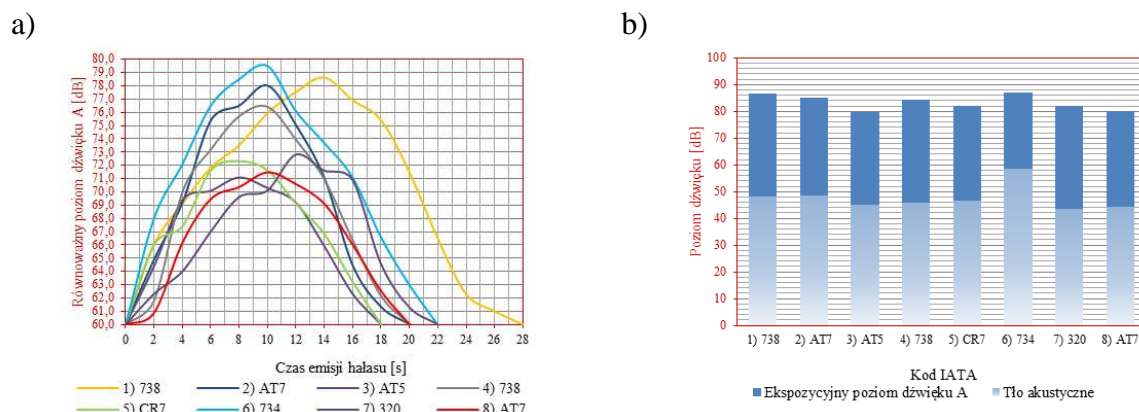 a)
b)
Równoważny poziom dźwięku A [dB]
80,0
79,0
78,0
77,0
76,0
75,0
74,0
73,0
72,0
71,0
70,0
69,0
68,0
67,0
66,0
65,0
64,0
63,0
62,0
61,0
60,0
0 2 4 6 8 10 12 14 16 18 20 22 24 26 28
Czas emisji hałasu [s]
1) 738 2) AT7 3) AT5 4) 738
5) CR7 6) 734 7) 320 8) AT7
Poziom dźwięku [dB]
100
90
80
70
60
50
40
30
20
10
0
1) 738 2) AT7 3) AT5 4) 738 5) CR7 6) 734 7) 320 8) AT7
Kod IATA
Ekspozycyjny poziom dźwięku A Tło akustyczne